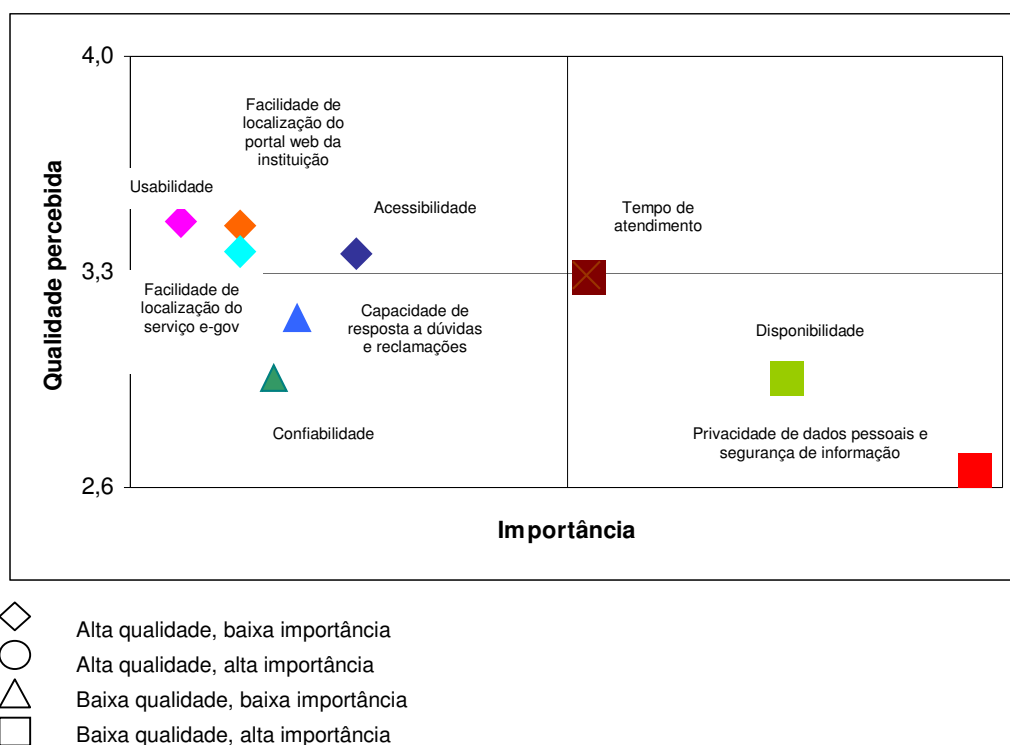 4,0
Facilidade de
localização do
portal web da
instituição
Usabilidade
Acessibilidade
Tempo de
atendimento
Qualidade percebida
3,3
Facilidade de
localização do
serviço e-gov
Capacidade de
resposta a dúvidas
e reclamações
Disponibilidade
Confiabilidade
Privacidade de dados pessoais e
segurança de informação
2,6
Importância
Alta qualidade, baixa importância
Alta qualidade, alta importância
Baixa qualidade, baixa importância
Baixa qualidade, alta importância